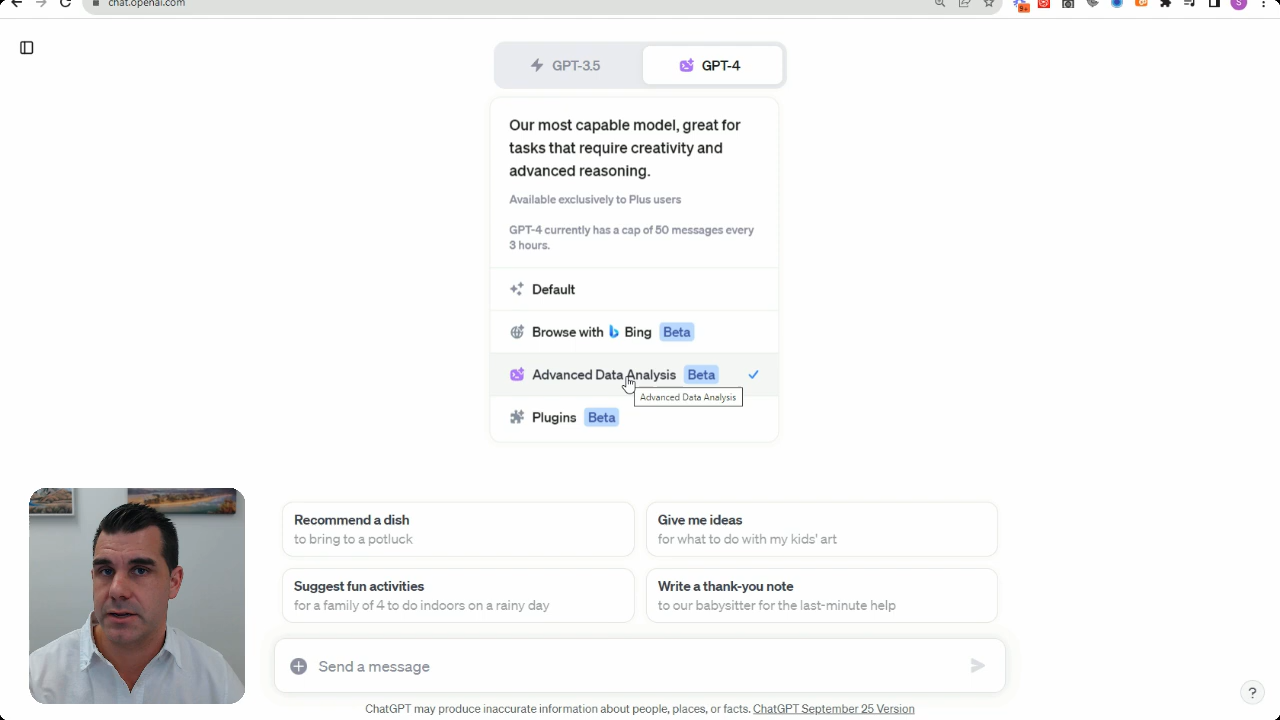 chat.openai.com
9+
S
GPT-3.5
GPT-4
Our most capable model, great for
tasks that require creativity and
advanced reasoning.
Available exclusively to Plus users
GPT-4 currently has a cap of 50 messages every
3 hours.
Default
Browse with Bing Beta
Advanced Data Analysis Beta
Advanced Data Analysis
Plugins Beta
Recommend a dish
to bring to a potluck
Give me ideas
for what to do with my kids' art
Suggest fun activities
for a family of 4 to do indoors on a rainy day
Write a thank-you note
to our babysitter for the last-minute help
Send a message
?
ChatGPT may produce inaccurate information about people, places, or facts. ChatGPT September 25 Version